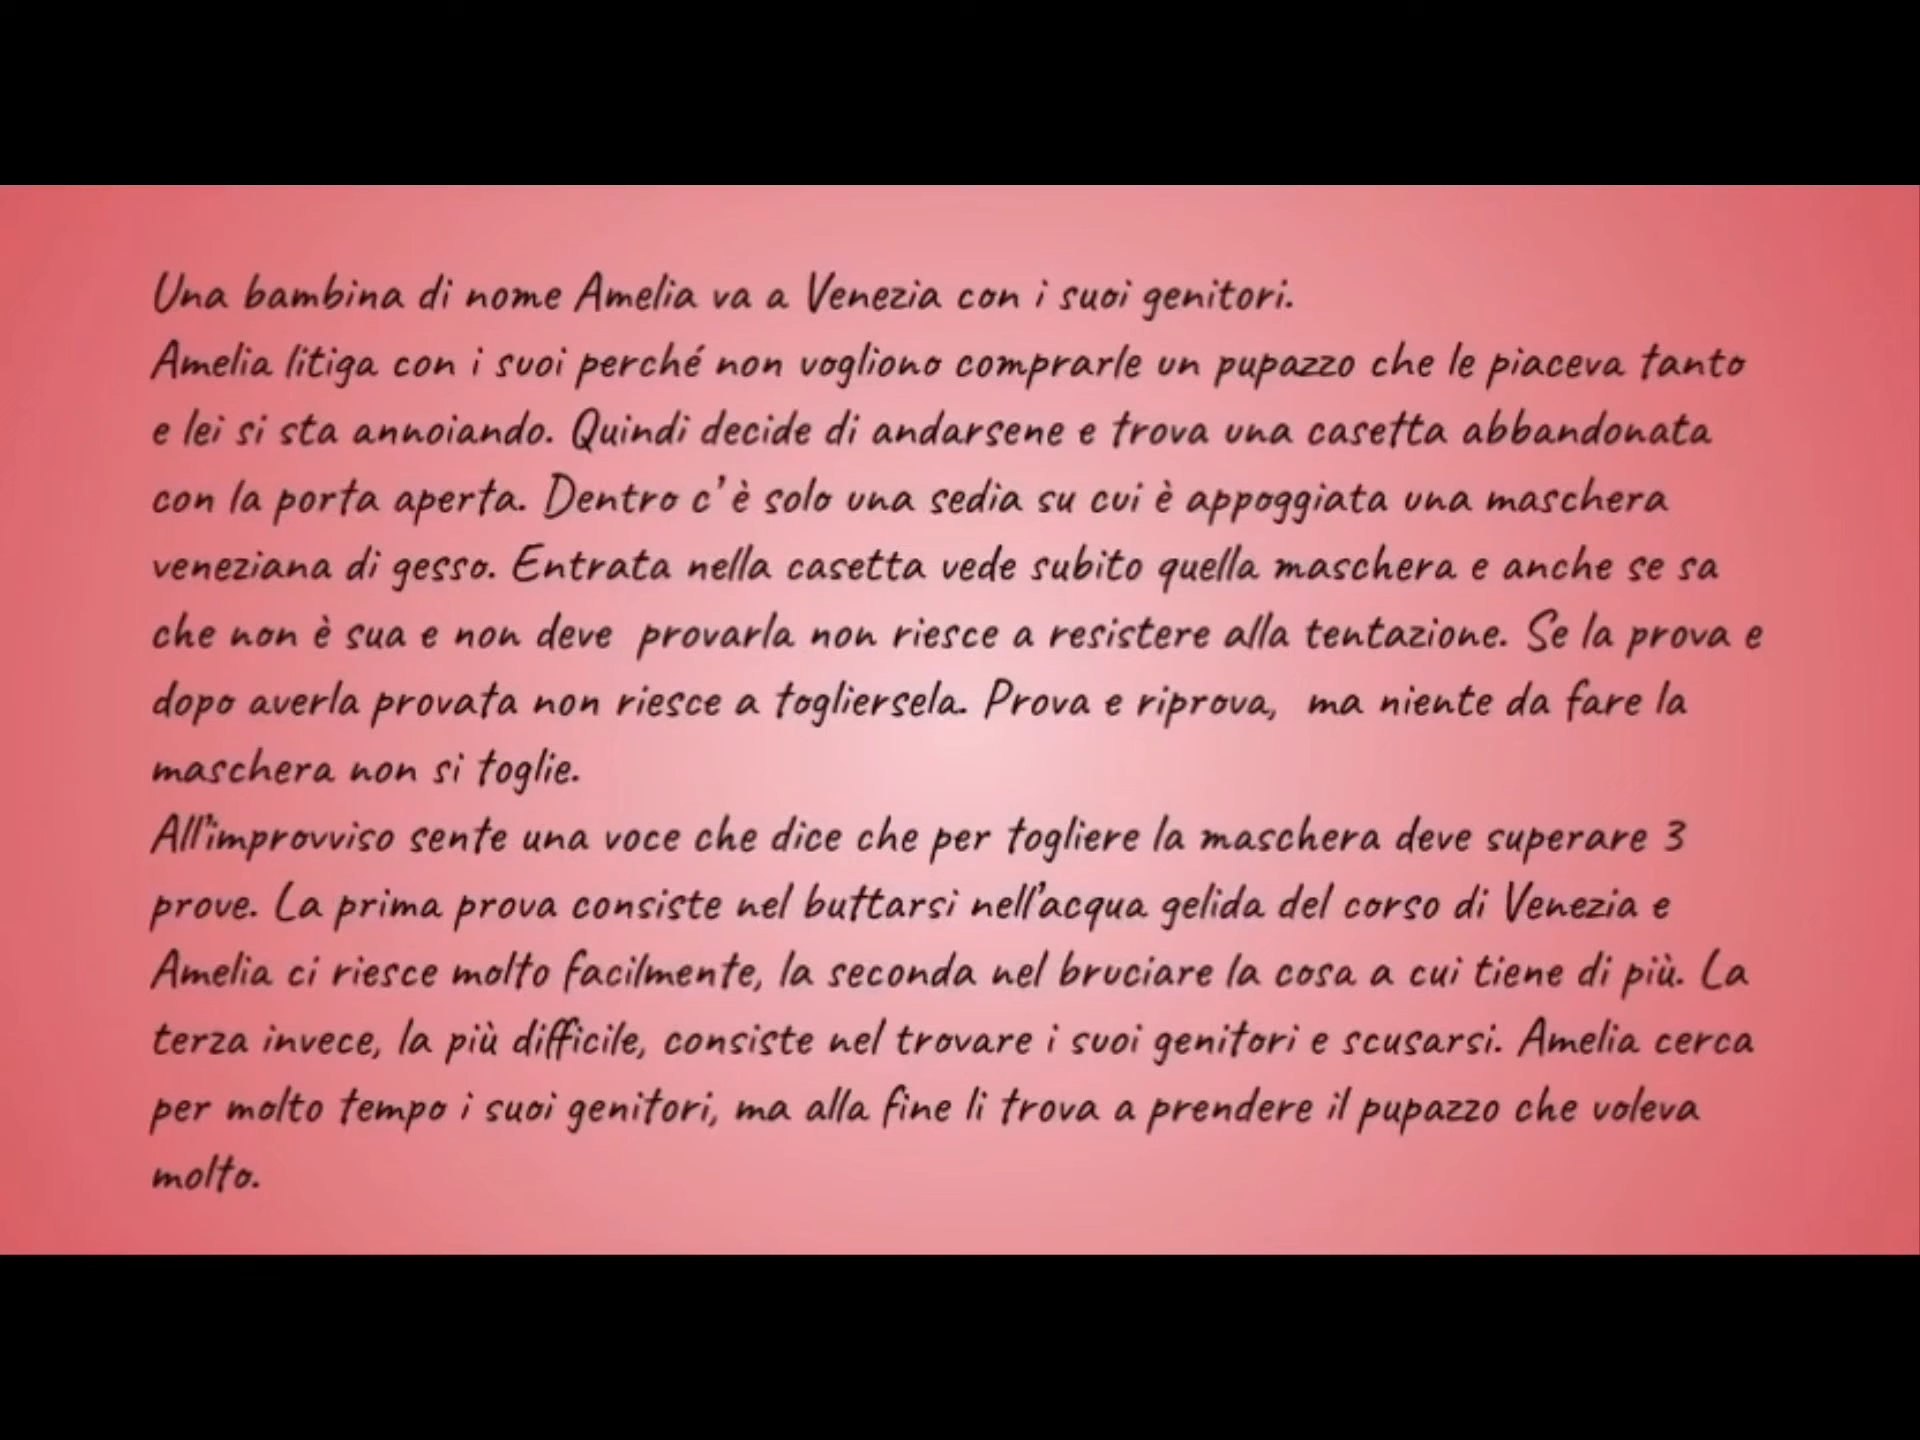 Una bambina di nome Amelia va a Venezia con i suoi genitori.
Amelia litiga con i suoi perché non vogliono comprarle un pupazzo che le piaceva tanto
e lei si sta annoiando. Quindi decide di andarsene e trova una casetta abbandonata
con la porta aperta. Dentro c'è solo una sedia su cui è appoggiata una maschera
veneziana di gesso. Entrata nella casetta vede subito quella maschera e anche se sa
che non è sua e non deve  provarla non riesce a resistere alla tentazione. Se la prova e
dopo averla provata non riesce a togliersela. Prova e riprova,  ma niente da fare la
maschera non si toglie.
All'improvviso sente una voce che dice che per togliere la maschera deve superare 3
prove. La prima prova consiste nel buttarsi nell'acqua gelida del corso di Venezia e
Amelia ci riesce molto facilmente, la seconda nel bruciare la cosa a cui tiene di più. La
terza invece, la più difficile, consiste nel trovare i suoi genitori e scusarsi. Amelia cerca
per molto tempo i suoi genitori, ma alla fine li trova a prendere il pupazzo che voleva
molto.